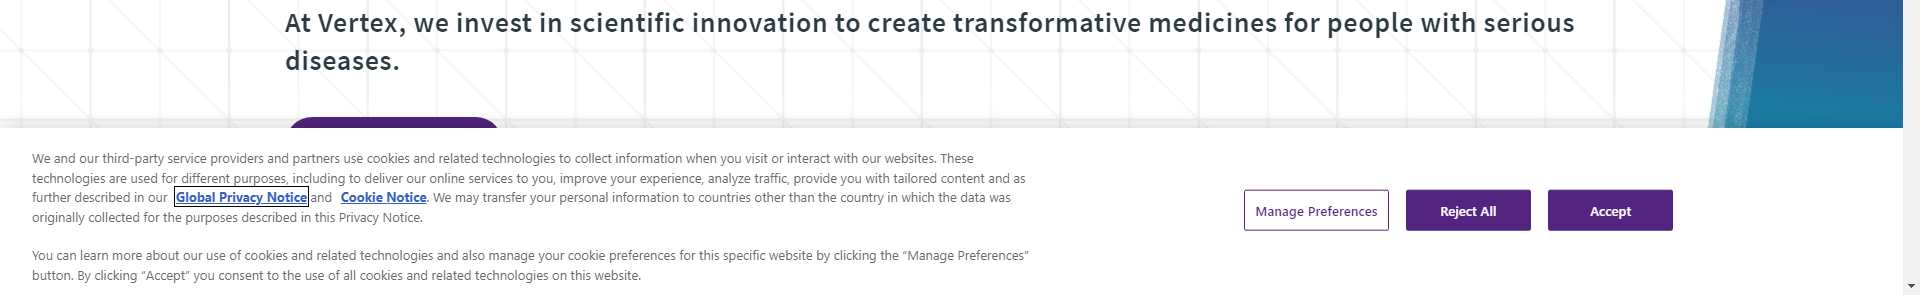 At Vertex, we invest in scientific innovation to create transformative medicines for people with serious
diseases.
We and our third-party service providers and partners use cookies and related technologies to collect information when you visit or interact with our websites. These
technologies are used for different purposes, including to deliver our online services to you, improve your experience, analyze traffic, provide you with tailored content and as
further described in our Global Privacy Notice and Cookie Notice. We may transfer your personal information to countries other than the country in which the data was
originally collected for the purposes described in this Privacy Notice.
You can learn more about our use of cookies and related technologies and also manage your cookie preferences for this specific website by clicking the “Manage Preferences”
button. By clicking “Accept” you consent to the use of all cookies and related technologies on this website.
Manage Preferences
Reject All
Accept